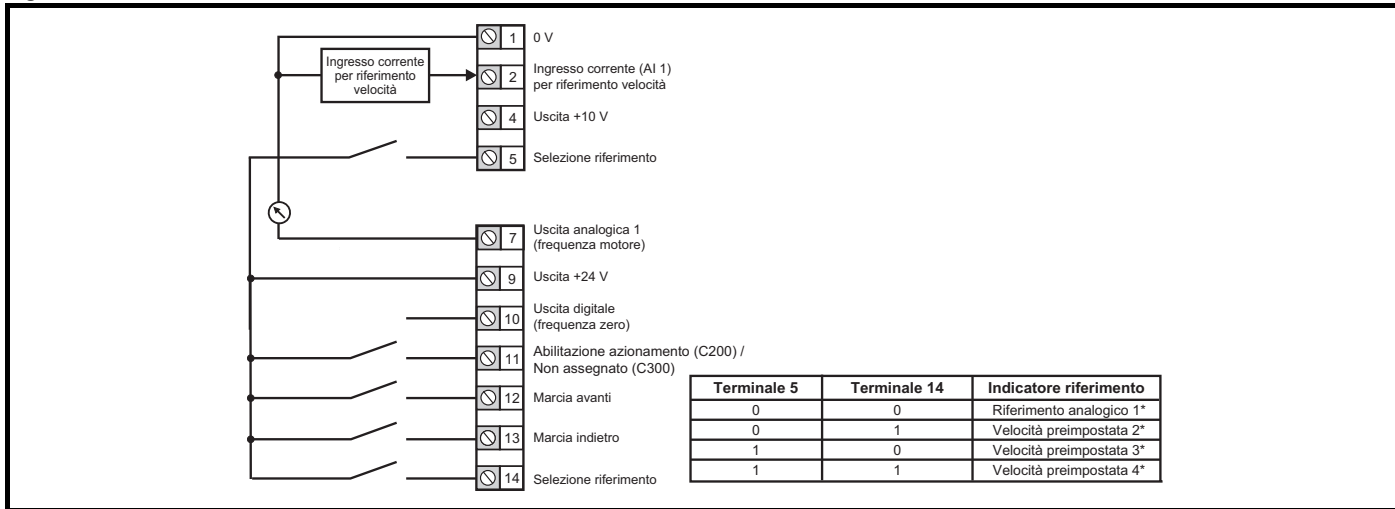 Ingresso corrente
per riferimento
velocità
1 0 V
2 Ingresso corrente (AI 1)
per riferimento velocità
4 Uscita +10 V
5 Selezione riferimento
7 Uscita analogica 1
(frequenza motore)
9 Uscita +24 V
10 Uscita digitale
(frequenza zero)
11 Abilitazione azionamento (C200) /
Non assegnato (C300)
12 Marcia avanti
13 Marcia indietro
14 Selezione riferimento
Terminale 5 Terminale 14 Indicatore riferimento
0 0 Riferimento analogico 1*
0 1 Velocità preimpostata 2*
1 0 Velocità preimpostata 3*
1 1 Velocità preimpostata 4*